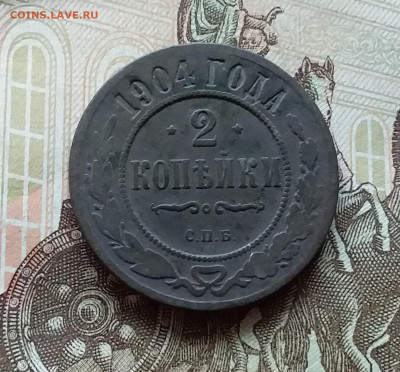 COINS.LAVE.RU
1904 ГОДА
2
КОПѢЙКИ
С.П.Б.